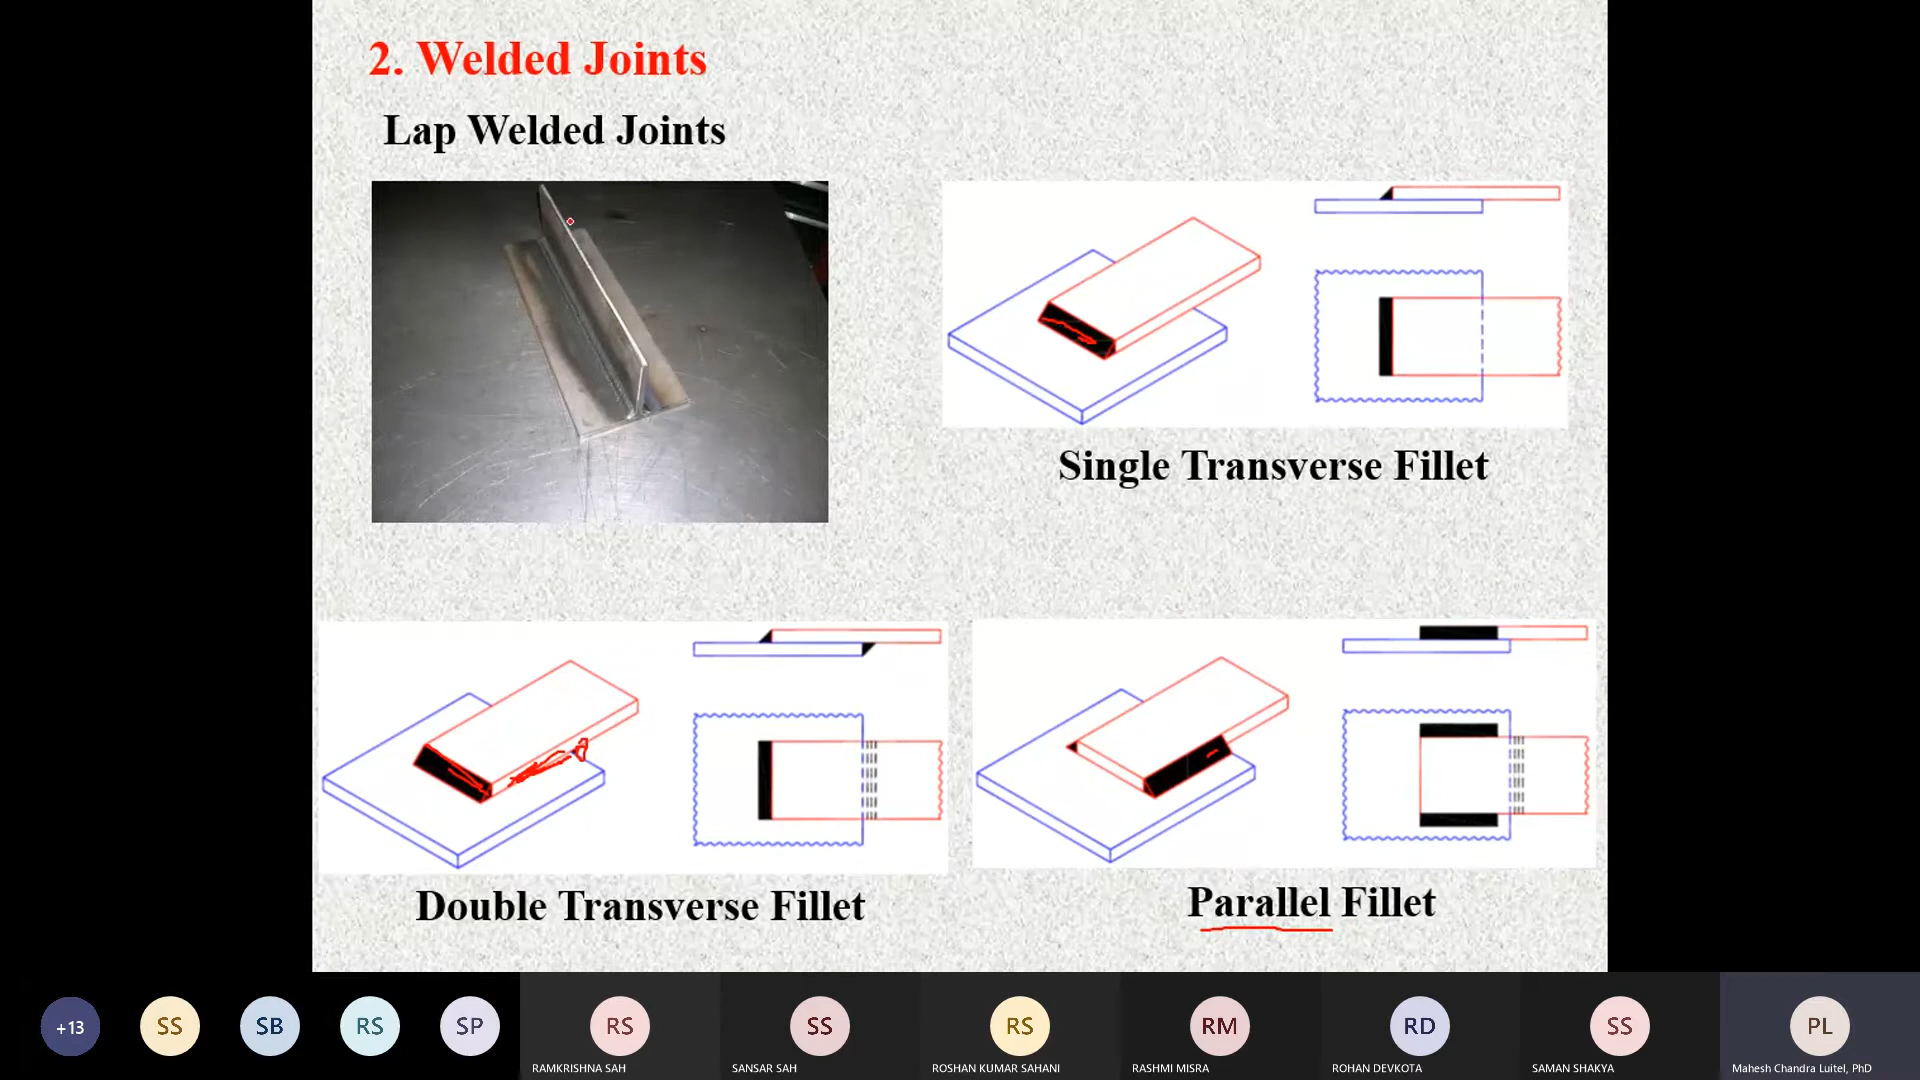 2. Welded Joints
Lap Welded Joints
Single Transverse Fillet
Double Transverse Fillet
Parallel Fillet
+13
SS
SB
RS
SP
RS
SS
RS
RM
RD
SS
PL
RAMKRISHNA SAH
SANSAR SAH
ROSHAN KUMAR SAHANI
RASHMI MISRA
ROHAN DEVKOTA
SAMAN SHAKYA
Mahesh Chandra Luitel, PhD